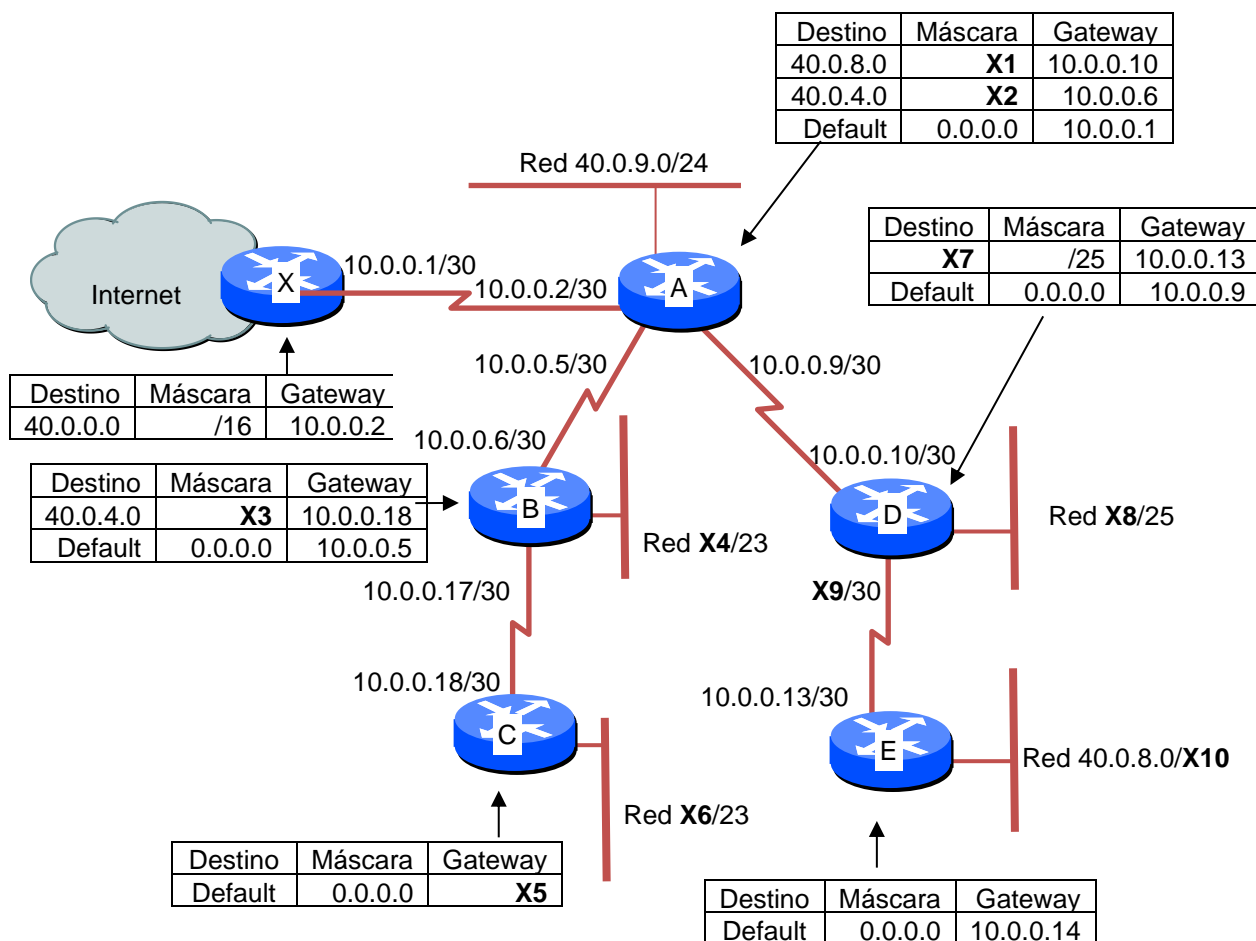 Destino Máscara Gateway
40.0.8.0 X1 10.0.0.10
40.0.4.0 X2 10.0.0.6
Default 0.0.0.0 10.0.0.1
Red 40.0.9.0/24
Destino Máscara Gateway
X7 /25 10.0.0.13
Default 0.0.0.0 10.0.0.9
Internet
X
10.0.0.1/30
10.0.0.2/30
A
10.0.0.5/30
10.0.0.9/30
Destino Máscara Gateway
40.0.0.0 /16 10.0.0.2
10.0.0.6/30
10.0.0.10/30
Destino Máscara Gateway
40.0.4.0 X3 10.0.0.18
Default 0.0.0.0 10.0.0.5
B
Red X4/23
D
Red X8/25
10.0.0.17/30
X9/30
10.0.0.18/30
10.0.0.13/30
C
Red X6/23
E
Red 40.0.8.0/X10
Destino Máscara Gateway
Default 0.0.0.0 X5
Destino Máscara Gateway
Default 0.0.0.0 10.0.0.14